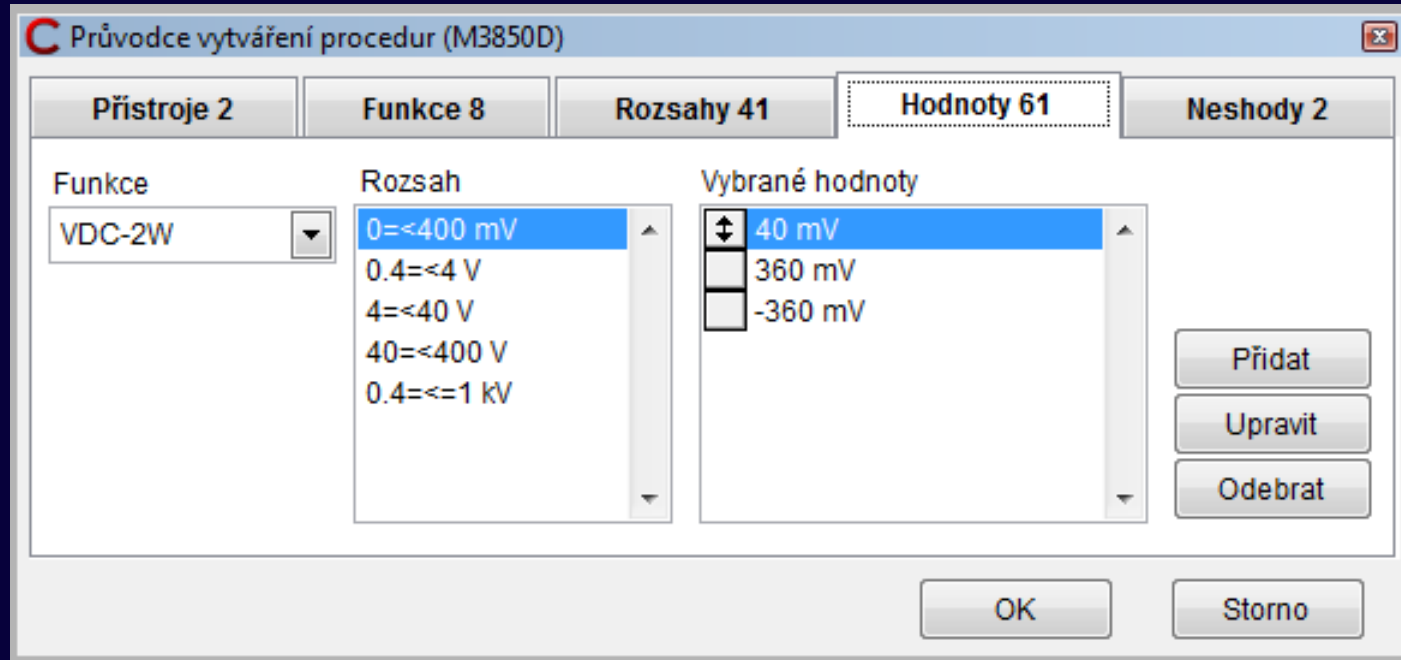 Průvodce vytváření procedur (M3850D)
Přístroje 2
Funkce 8
Rozsahy 41
Hodnoty 61
Neshody 2
Funkce
VDC-2W
Rozsah
0=<400 mV
0.4=<4 V
4=<40 V
40=<400 V
0.4=<=1 kV
Vybrané hodnoty
40 mV
360 mV
-360 mV
Přidat
Upravit
Odebrat
OK
Storno